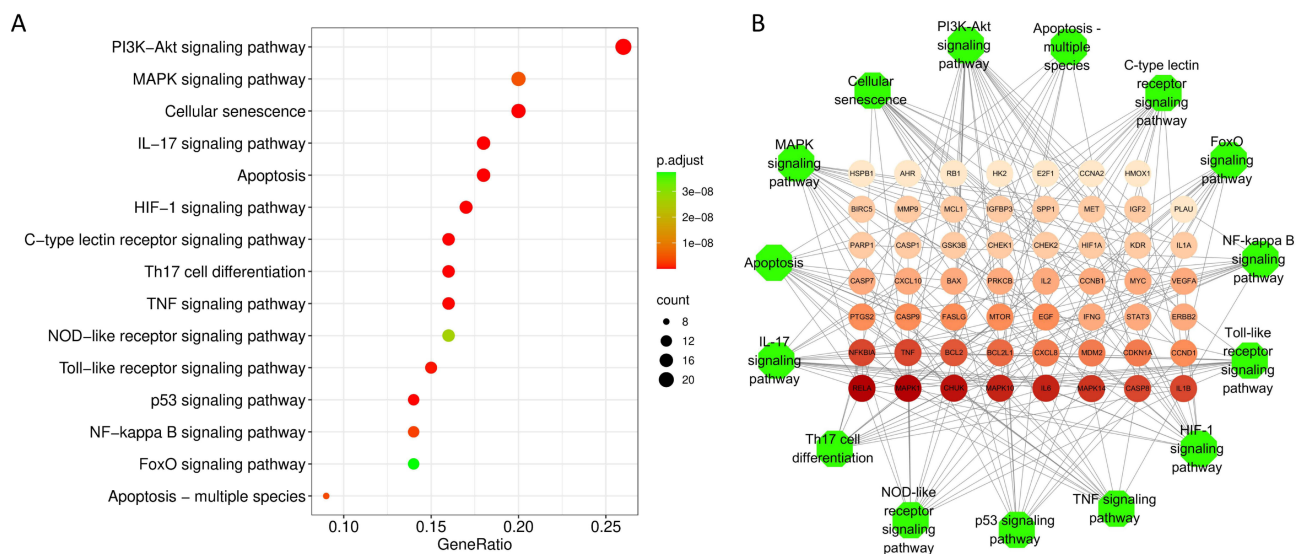 A
PI3K−Akt signaling pathway
MAPK signaling pathway
Cellular senescence
IL−17 signaling pathway
Apoptosis
HIF−1 signaling pathway
C−type lectin receptor signaling pathway
Th17 cell differentiation
TNF signaling pathway
NOD−like receptor signaling pathway
Toll−like receptor signaling pathway
p53 signaling pathway
NF−kappa B signaling pathway
FoxO signaling pathway
Apoptosis − multiple species
0.10 0.15 0.20 0.25
GeneRatio
p.adjust
3e−08
2e−08
1e−08
count
8
12
16
20
B
PI3K-Akt
signaling
pathway
Apoptosis -
multiple
species
C-type lectin
receptor
signaling
pathway
Cellular
senescence
MAPK
signaling
pathway
FoxO
signaling
pathway
HSPB1 AHR RB1 HK2 E2F1 CCNA2 HMOX1
BIRC5 MMP9 MCL1 IGFBP3 SPP1 MET IGF2 PLAU
PARP1 CASP1 GSK3B CHEK1 CHEK2 HIF1A KDR IL1A
CASP7 CXCL10 BAX PRKCB IL2 CCNB1 MYC VEGFA
PTGS2 CASP9 FASLG MTOR EGF IFNG STAT3 ERBB2
NFKBIA TNF BCL2 BCL2L1 CXCL8 MDM2 CDKN1A CCND1
RELA CHUK MAPK10 IL6 MAPK14 CASP8 IL1B
Apoptosis
NF-kappa B
signaling
pathway
IL-17
signaling
pathway
Toll-like
receptor
signaling
pathway
Th17 cell
differentiation
HIF-1
signaling
pathway
NOD-like
receptor
signaling
pathway
p53 signaling
pathway
TNF signaling
pathway